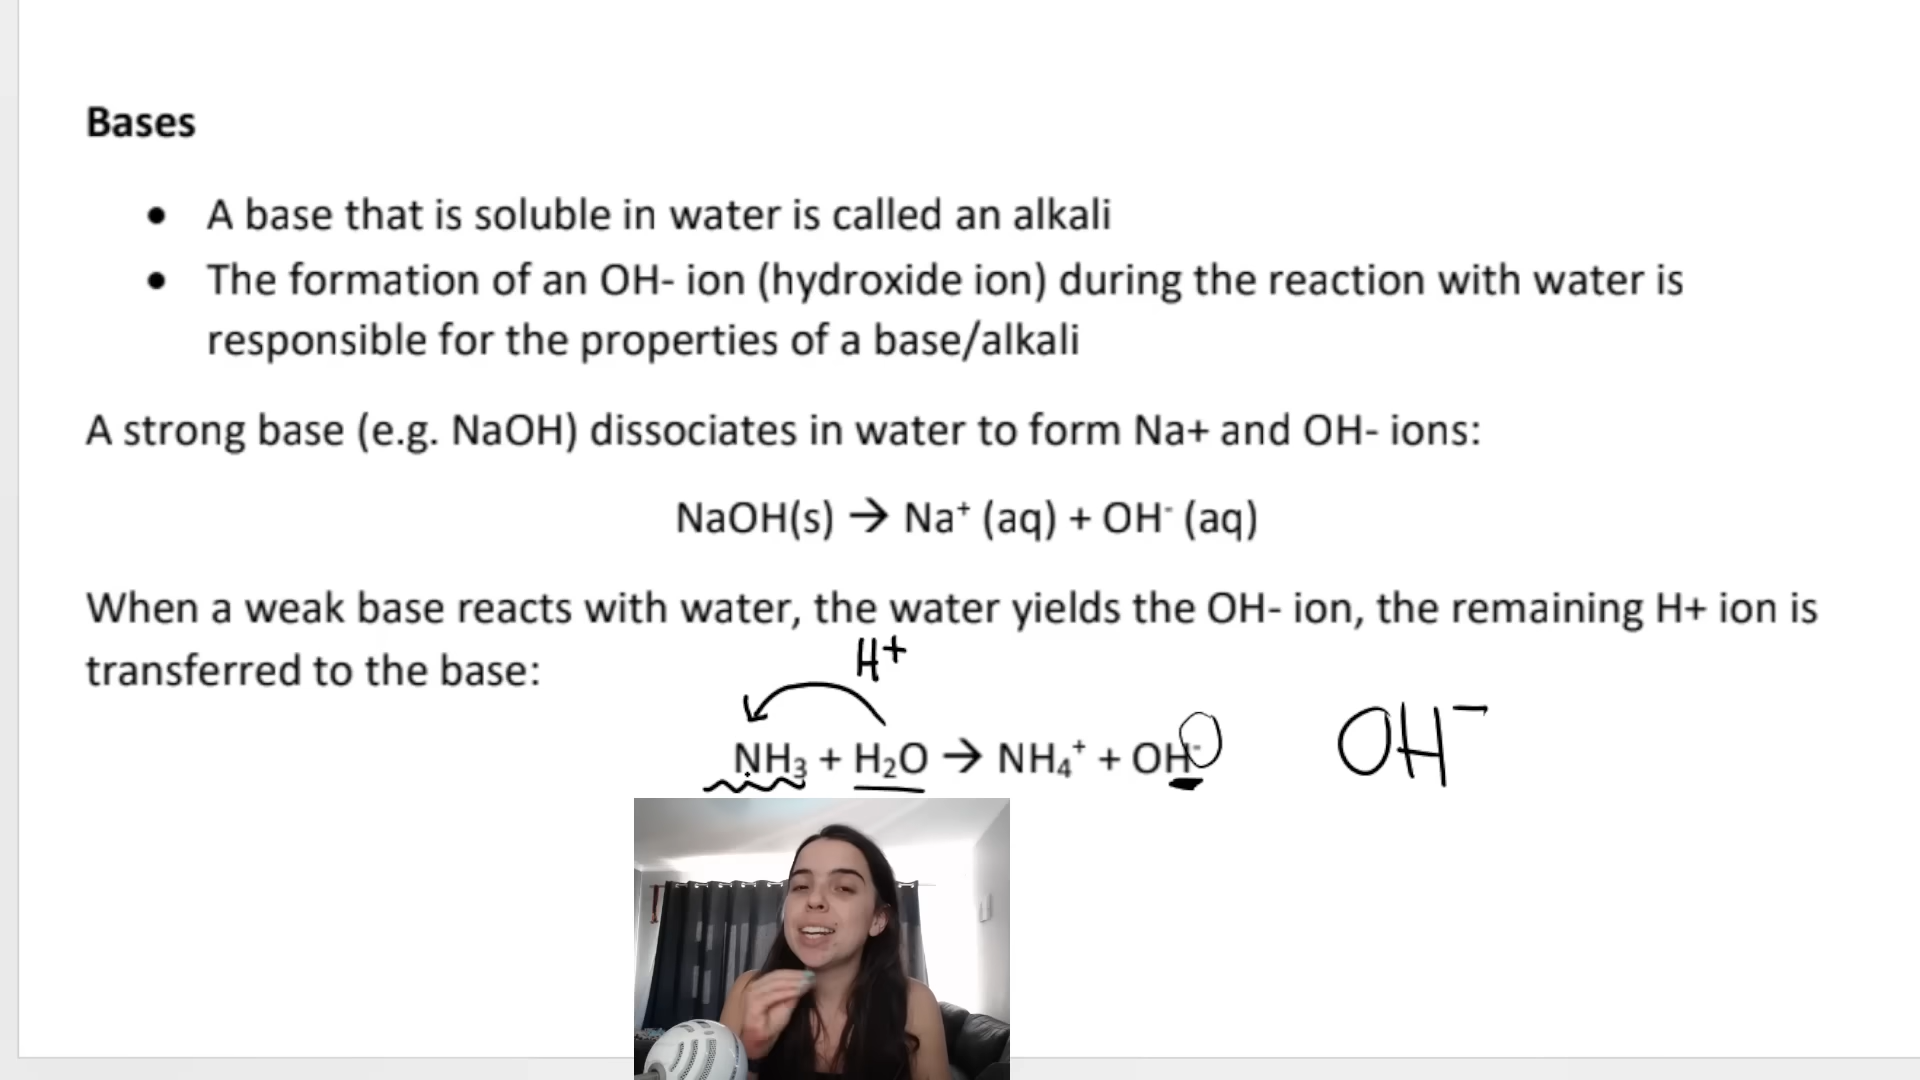 Bases
• A base that is soluble in water is called an alkali
• The formation of an OH- ion (hydroxide ion) during the reaction with water is
responsible for the properties of a base/alkali
A strong base (e.g. NaOH) dissociates in water to form Na+ and OH- ions:
NaOH(s) → Na⁺ (aq) + OH⁻ (aq)
When a weak base reacts with water, the water yields the OH- ion, the remaining H+ ion is
transferred to the base:
H+
NH₃ + H₂O → NH₄⁺ + OH⁻
OH⁻